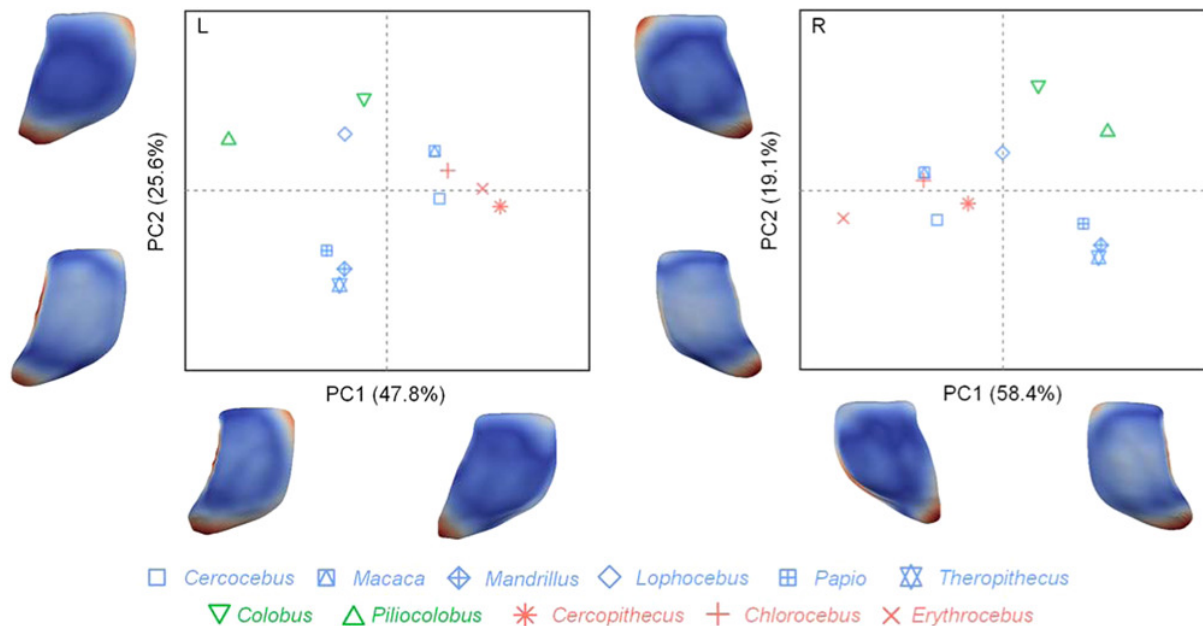 L
R
PC2 (25.6%)
PC2 (19.1%)
PC1 (47.8%)
PC1 (58.4%)
Cercocebus Macaca Mandrillus Lophocebus Papio Theropithecus
Colobus Piliocolobus Cercopithecus Chlorocebus Erythrocebus